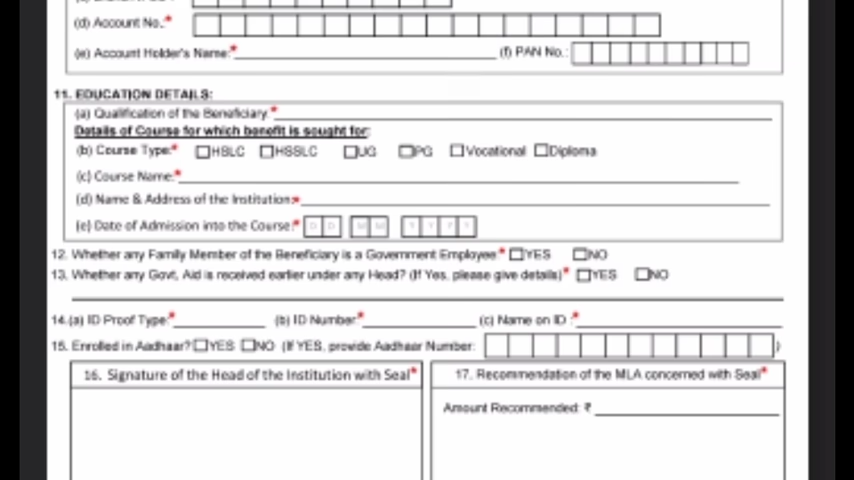 (d) Account No.:*
(e) Account Holder's Name:* (f) PAN No.:
11. EDUCATION DETAILS:
(a) Qualification of the Beneficiary:*
Details of Course for which benefit is sought for:
(b) Course Type:* HSLC HSSLC UG PG Vocational Diploma
(c) Course Name:*
(d) Name & Address of the Institution:*
(e) Date of Admission into the Course:* D D M M Y Y Y Y
12. Whether any Family Member of the Beneficiary is a Government Employee:* YES NO
13. Whether any Govt. Aid is received earlier under any Head? (If Yes, please give details)* YES NO
14.(a) ID Proof Type:* (b) ID Number:* (c) Name on ID :*
15. Enrolled in Aadhaar? YES NO (If YES, provide Aadhaar Number: )
16. Signature of the Head of the Institution with Seal*
17. Recommendation of the MLA concerned with Seal*
Amount Recommended: ₹